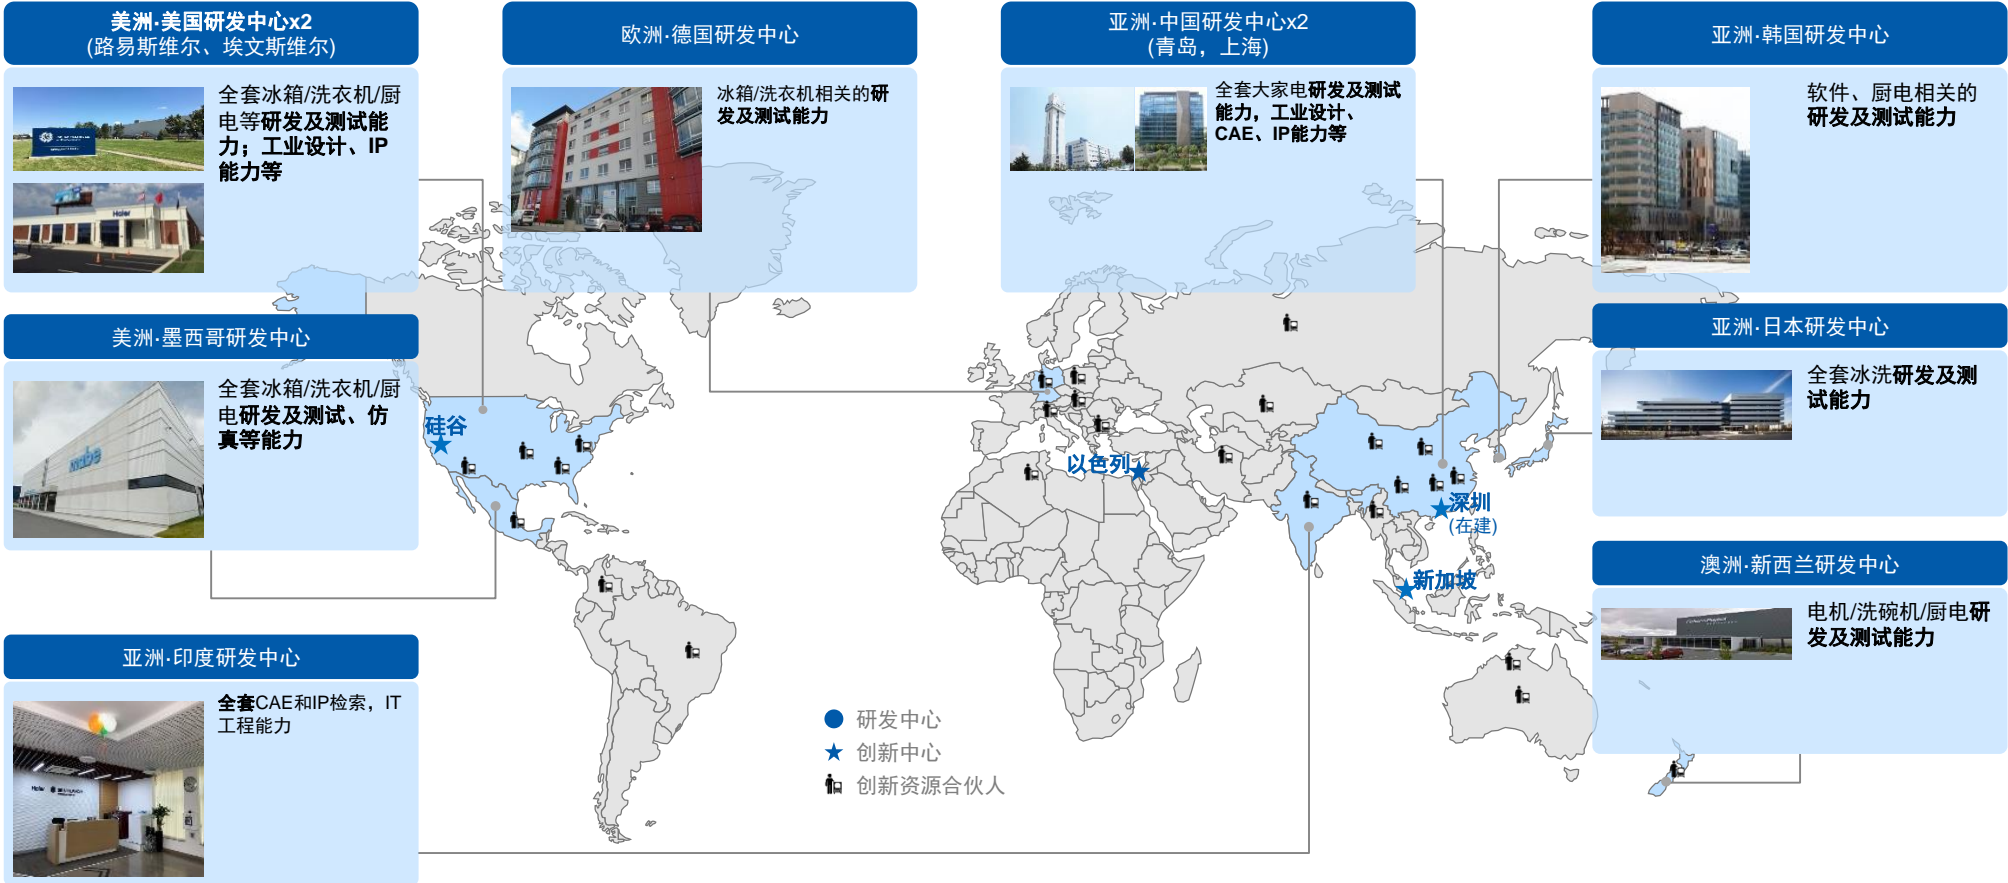 美洲·美国研发中心x2
(路易斯维尔、埃文斯维尔)
全套冰箱/洗衣机/厨
电等研发及测试能
力；工业设计、IP
能力等
Haier
欧洲·德国研发中心
冰箱/洗衣机相关的研
发及测试能力
亚洲·中国研发中心x2
(青岛，上海)
全套大家电研发及测试
能力，工业设计、
CAE、IP能力等
亚洲·韩国研发中心
软件、厨电相关的
研发及测试能力
美洲·墨西哥研发中心
全套冰箱/洗衣机/厨
电研发及测试、仿
真等能力
mabe
亚洲·日本研发中心
全套冰洗研发及测
试能力
硅谷
以色列
深圳
(在建)
新加坡
澳洲·新西兰研发中心
电机/洗碗机/厨电研
发及测试能力
亚洲·印度研发中心
全套CAE和IP检索，IT
工程能力
Haier
研发中心
创新中心
创新资源合伙人